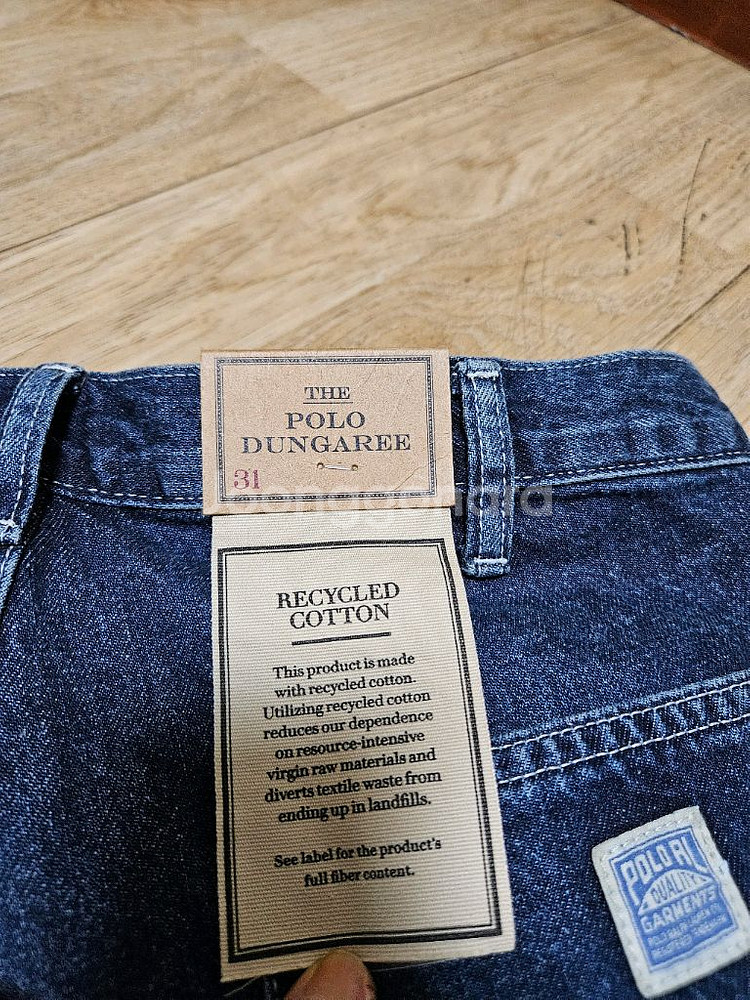 THE
POLO
DUNGAREE
31
RECYCLED
COTTON
This product is made
with recycled cotton.
Utilizing recycled cotton
reduces our dependence
on resource-intensive
virgin raw materials and
diverts textile waste from
ending up in landfills.
See label for the product's
full fiber content.
POLO RL
QUALITY
GARMENTS